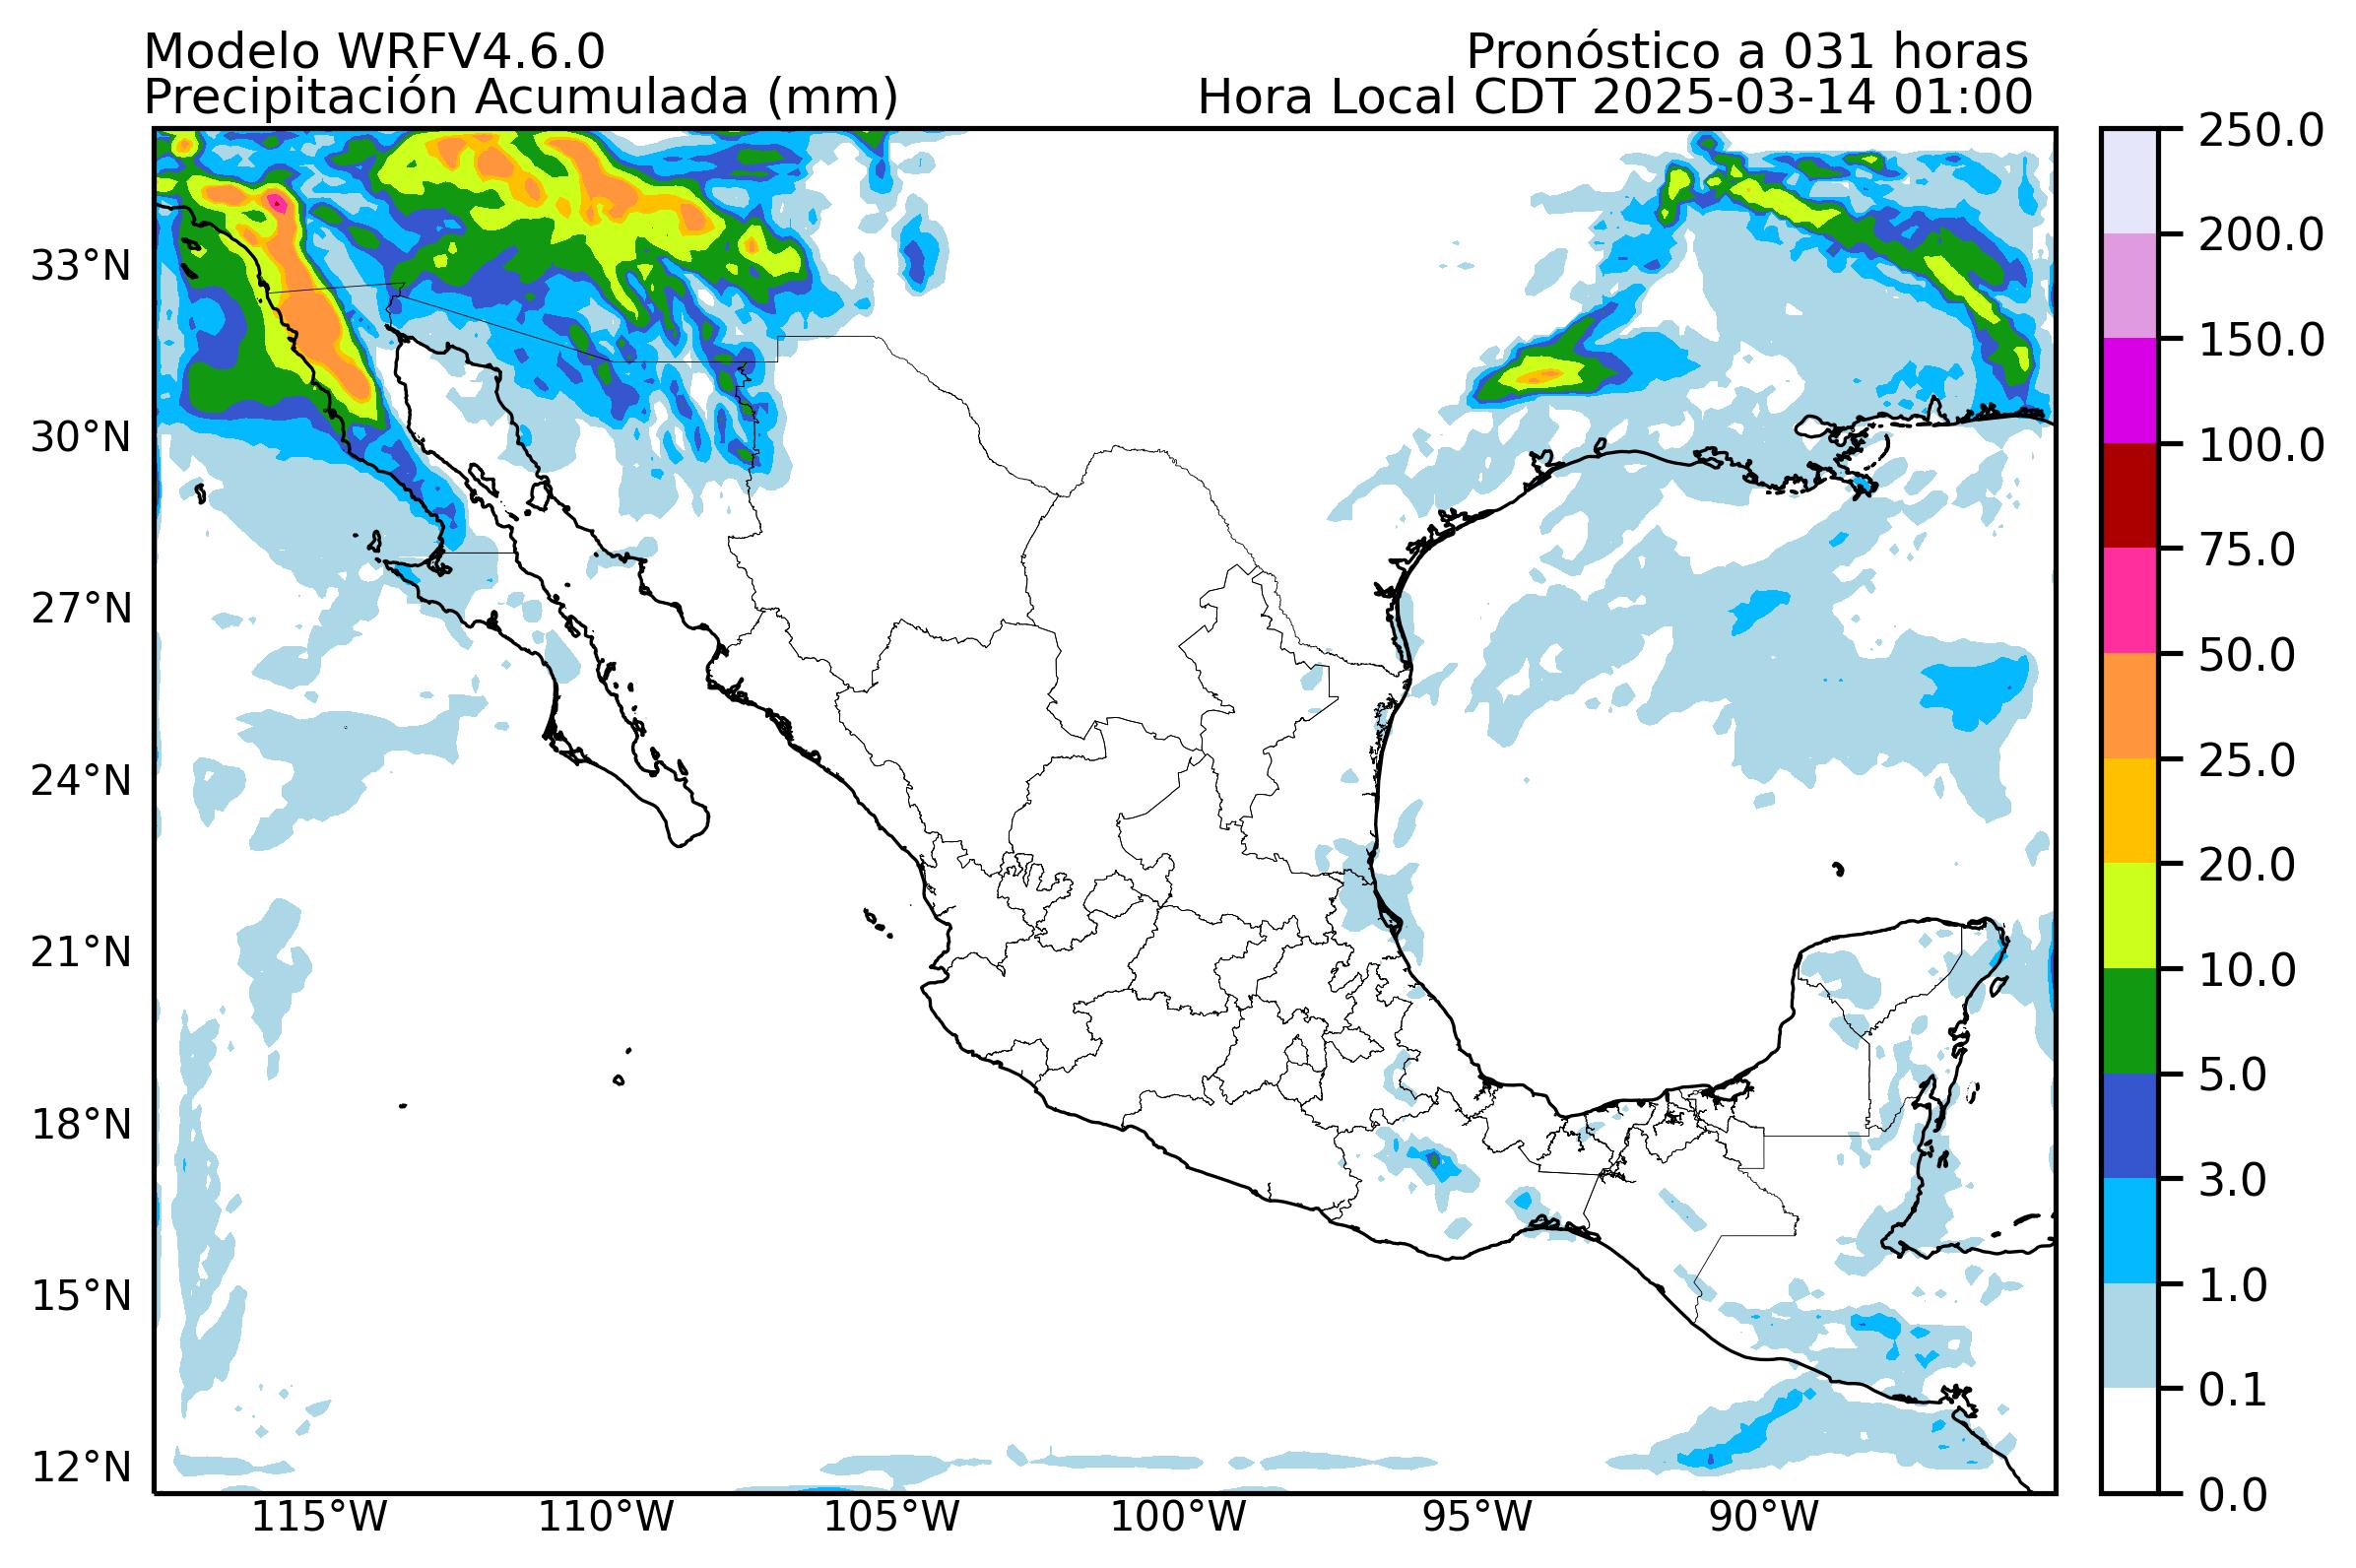 Modelo WRFV4.6.0
Pronóstico a 031 horas
Precipitación Acumulada (mm)
Hora Local CDT 2025-03-14 01:00
33°N
30°N
27°N
24°N
21°N
18°N
15°N
12°N
115°W
110°W
105°W
100°W
95°W
90°W
250.0
200.0
150.0
100.0
75.0
50.0
25.0
20.0
10.0
5.0
3.0
1.0
0.1
0.0